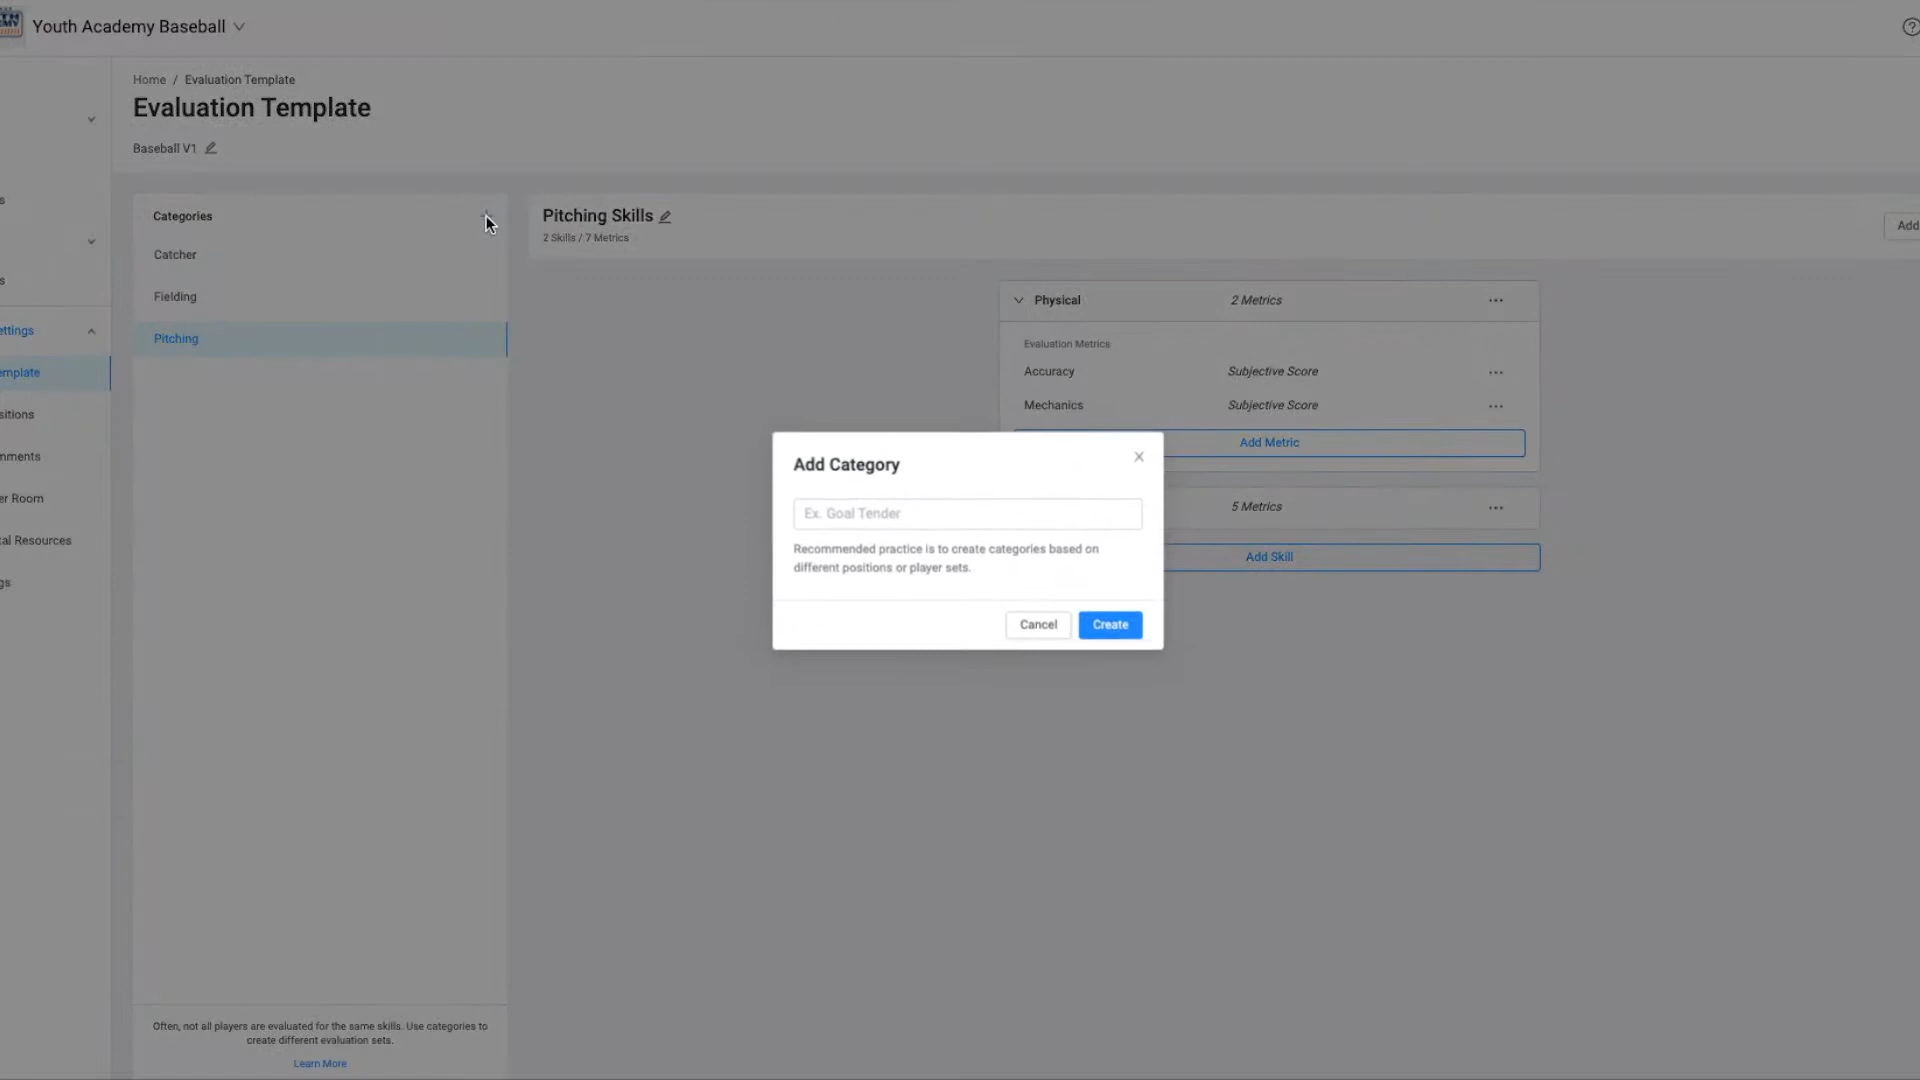 Youth Academy Baseball
Home / Evaluation Template
Evaluation Template
Baseball V1
Categories
Catcher
Fielding
Pitching
Pitching Skills
2 Skills / 7 Metrics
Add
Physical 2 Metrics
Evaluation Metrics
Accuracy Subjective Score
Mechanics Subjective Score
Add Metric
5 Metrics
Add Skill
Add Category
Ex. Goal Tender
Recommended practice is to create categories based on
different positions or player sets.
Cancel Create
s
s
ettings
emplate
sitions
mments
er Room
tal Resources
gs
Often, not all players are evaluated for the same skills. Use categories to
create different evaluation sets.
Learn More